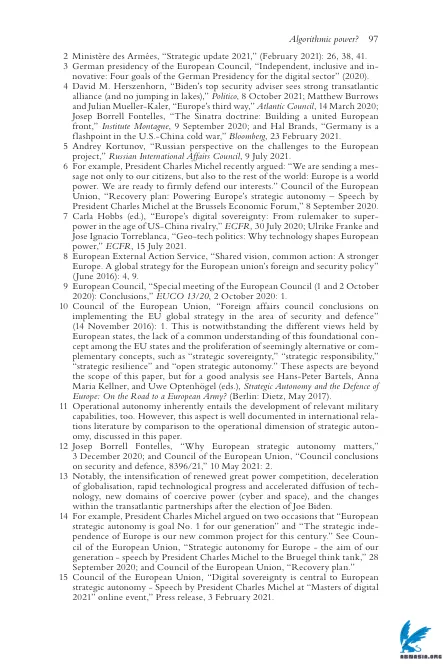 Algorithmic power? 97
2 Ministère des Armées, “Strategic update 2021,” (February 2021): 26, 38, 41.
3 German presidency of the European Council, “Independent, inclusive and in-
novative: Four goals of the German Presidency for the digital sector” (2020).
4 David M. Herszenhorn, “Biden’s top security adviser sees strong transatlantic
alliance (and no jumping in lakes),” Politico, 8 October 2021; Matthew Burrows
and Julian Mueller-Kaler, “Europe’s third way,” Atlantic Council, 14 March 2020;
Josep Borrell Fontelles, “The Sinatra doctrine: Building a united European
front,” Institute Montagne, 9 September 2020; and Hal Brands, “Germany is a
flashpoint in the U.S.-China cold war,” Bloomberg, 23 February 2021.
5 Andrey Kortunov, “Russian perspective on the challenges to the European
project,” Russian International Affairs Council, 9 July 2021.
6 For example, President Charles Michel recently argued: “We are sending a mes-
sage not only to our citizens, but also to the rest of the world: Europe is a world
power. We are ready to firmly defend our interests.” Council of the European
Union, “Recovery plan: Powering Europe’s strategic autonomy – Speech by
President Charles Michel at the Brussels Economic Forum,” 8 September 2020.
7 Carla Hobbs (ed.), “Europe’s digital sovereignty: From rulemaker to super-
power in the age of US-China rivalry,” ECFR, 30 July 2020; Ulrike Franke and
Jose Ignacio Torreblanca, “Geo-tech politics: Why technology shapes European
power,” ECFR, 15 July 2021.
8 European External Action Service, “Shared vision, common action: A stronger
Europe. A global strategy for the European union’s foreign and security policy”
(June 2016): 4, 9.
9 European Council, “Special meeting of the European Council (1 and 2 October
2020): Conclusions,” EUCO 13/20, 2 October 2020: 1.
10 Council of the European Union, “Foreign affairs council conclusions on
implementing the EU global strategy in the area of security and defence”
(14 November 2016): 1. This is notwithstanding the different views held by
European states, the lack of a common understanding of this foundational con-
cept among the EU states and the proliferation of seemingly alternative or com-
plementary concepts, such as “strategic sovereignty,” “strategic responsibility,”
“strategic resilience” and “open strategic autonomy.” These aspects are beyond
the scope of this paper, but for a good analysis see Hans-Peter Bartels, Anna
Maria Kellner, and Uwe Optenhögel (eds.), Strategic Autonomy and the Defence of
Europe: On the Road to a European Army? (Berlin: Dietz, May 2017).
11 Operational autonomy inherently entails the development of relevant military
capabilities, too. However, this aspect is well documented in international rela-
tions literature by comparison to the operational dimension of strategic auton-
omy, discussed in this paper.
12 Josep Borrell Fontelles, “Why European strategic autonomy matters,”
3 December 2020; and Council of the European Union, “Council conclusions
on security and defence, 8396/21,” 10 May 2021: 2.
13 Notably, the intensification of renewed great power competition, deceleration
of globalisation, rapid technological progress and accelerated diffusion of tech-
nology, new domains of coercive power (cyber and space), and the changes
within the transatlantic partnerships after the election of Joe Biden.
14 For example, President Charles Michel argued on two occasions that “European
strategic autonomy is goal No. 1 for our generation” and “The strategic inde-
pendence of Europe is our new common project for this century.” See Coun-
cil of the European Union, “Strategic autonomy for Europe - the aim of our
generation - speech by President Charles Michel to the Bruegel think tank,” 28
September 2020; and Council of the European Union, “Recovery plan.”
15 Council of the European Union, “Digital sovereignty is central to European
strategic autonomy - Speech by President Charles Michel at “Masters of digital
2021” online event,” Press release, 3 February 2021.